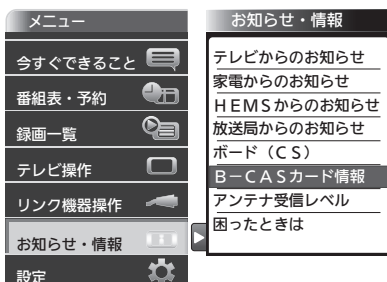 メニュー
今すぐできること
番組表・予約
録画一覧
テレビ操作
リンク機器操作
お知らせ・情報
設定
お知らせ・情報
テレビからのお知らせ
家電からのお知らせ
ＨＥＭＳからのお知らせ
放送局からのお知らせ
ボード（ＣＳ）
Ｂ－ＣＡＳカード情報
アンテナ受信レベル
困ったときは